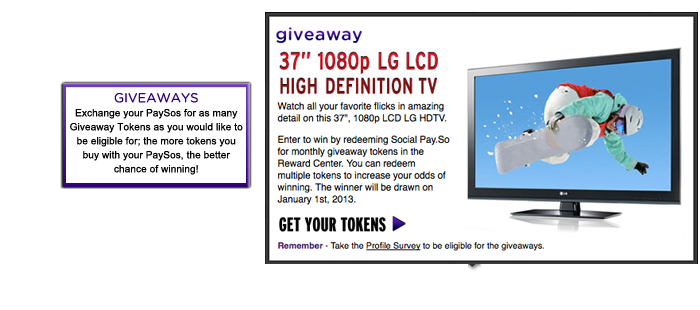 GIVEAWAYS
Exchange your PaySos for as many
Giveaway Tokens as you would like to
be eligible for; the more tokens you
buy with your PaySos, the better
chance of winning!
giveaway
37" 1080p LG LCD
HIGH DEFINITION TV
Watch all your favorite flicks in amazing
detail on this 37", 1080p LCD LG HDTV.
Enter to win by redeeming Social Pay.So
for monthly giveaway tokens in the
Reward Center. You can redeem
multiple tokens to increase your odds of
winning. The winner will be drawn on
January 1st, 2013.
GET YOUR TOKENS
Remember - Take the Profile Survey to be eligible for the giveaways.
LG